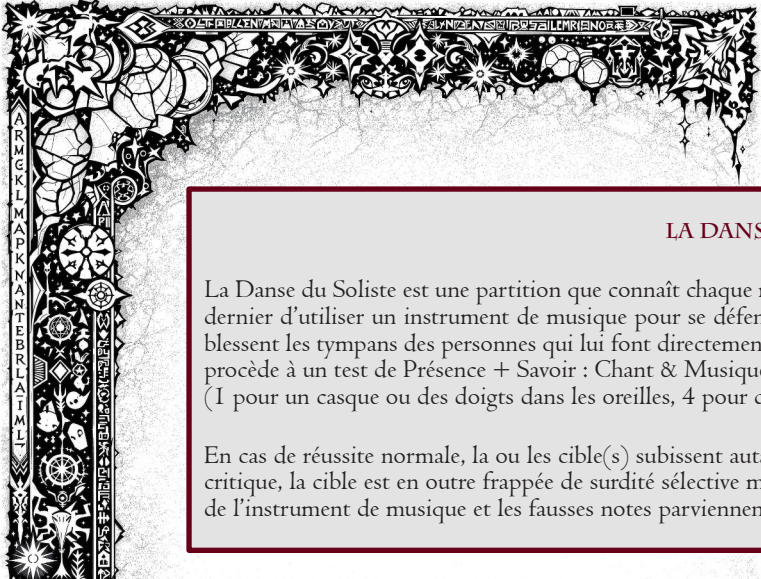 LA DANS
La Danse du Soliste est une partition que connaît chaque
dernier d'utiliser un instrument de musique pour se défen
blessent les tympans des personnes qui lui font directemen
procède à un test de Présence + Savoir : Chant & Musique
(1 pour un casque ou des doigts dans les oreilles, 4 pour
En cas de réussite normale, la ou les cible(s) subissent aut
critique, la cible est en outre frappée de surdité sélective
de l'instrument de musique et les fausses notes parviennen